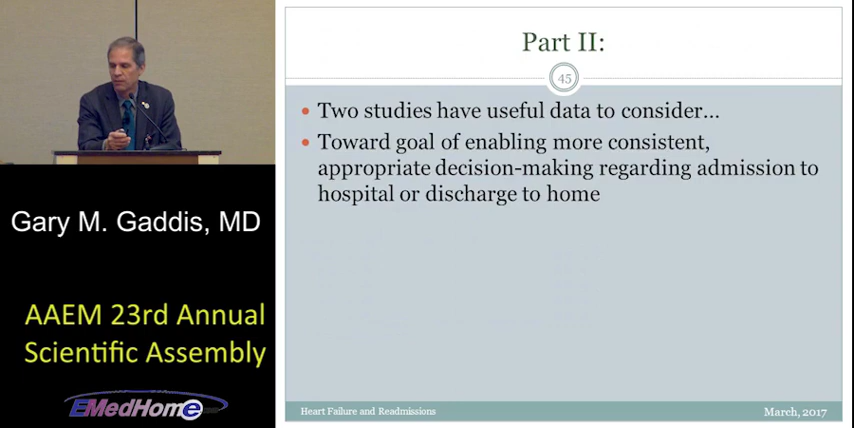 Part II:
45
Two studies have useful data to consider...
Toward goal of enabling more consistent,
appropriate decision-making regarding admission to
hospital or discharge to home
Gary M. Gaddis, MD
AAEM 23rd Annual
Scientific Assembly
EMedHome
Heart Failure and Readmissions
March, 2017